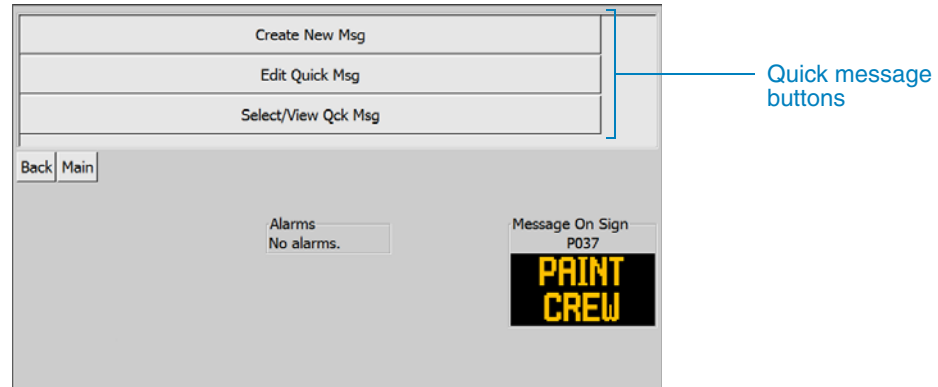 Create New Msg
Edit Quick Msg
Select/View Qck Msg
Quick message
buttons
Back Main
Alarms
No alarms.
Message On Sign
P037
PAINT
CREW